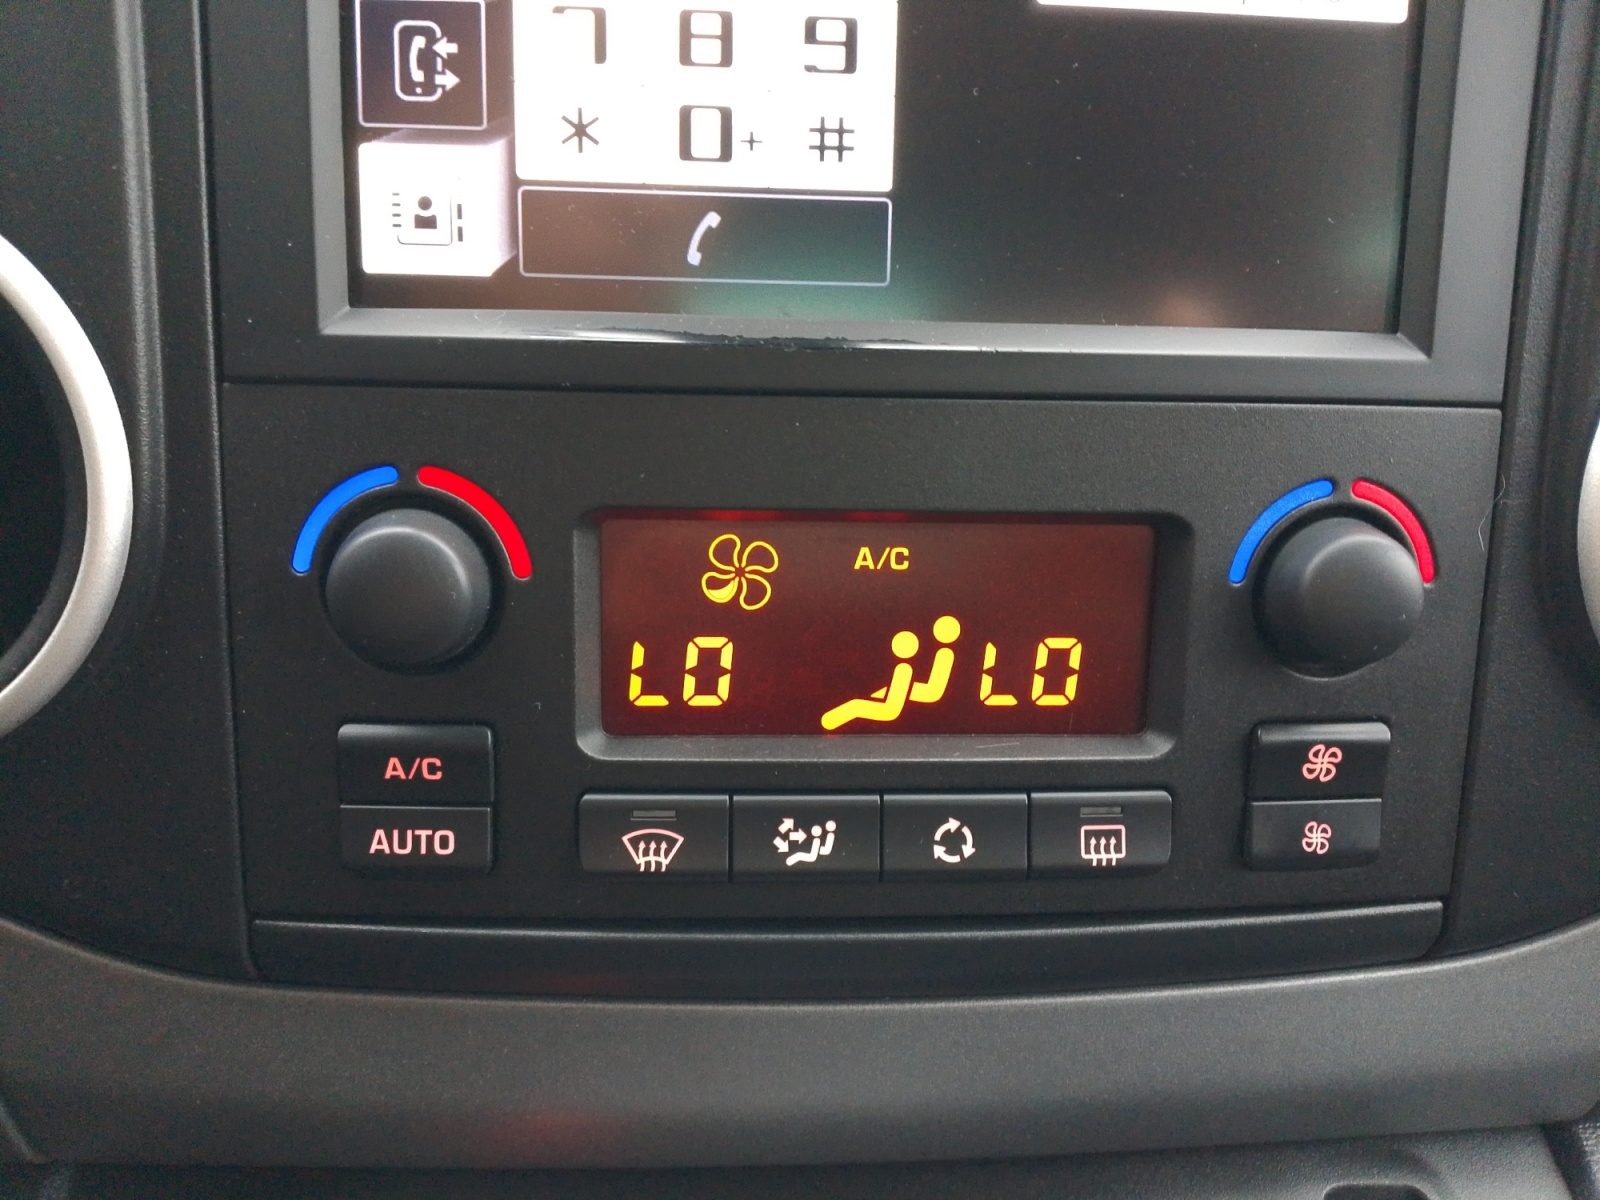 7 8 9
* 0+ #
A/C
LO LO
A/C
AUTO